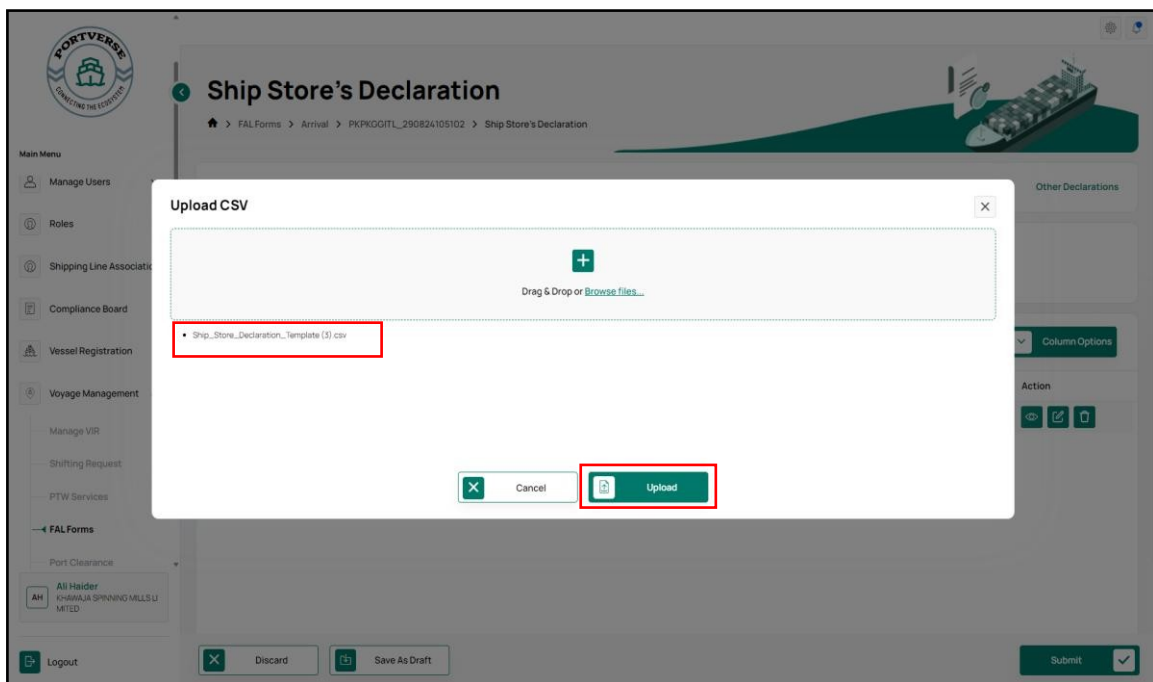 PORTVERSE
CONNECTING THE ECOSYSTEM
Ship Store's Declaration
> FAL Forms > Arrival > PKPKGGITL_290824105102 > Ship Store's Declaration
Main Menu
Manage Users
Roles
Shipping Line Associatio
Compliance Board
Vessel Registration
Voyage Management
Manage VIR
Shifting Request
PTW Services
FAL Forms
Port Clearance
AH
Ali Haider
KHAWAJA SPINNING MILLS LI
MITED
Logout
Other Declarations
Upload CSV
Drag & Drop or Browse files...
Ship_Store_Declaration_Template (3).csv
Cancel
Upload
Column Options
Action
Discard
Save As Draft
Submit